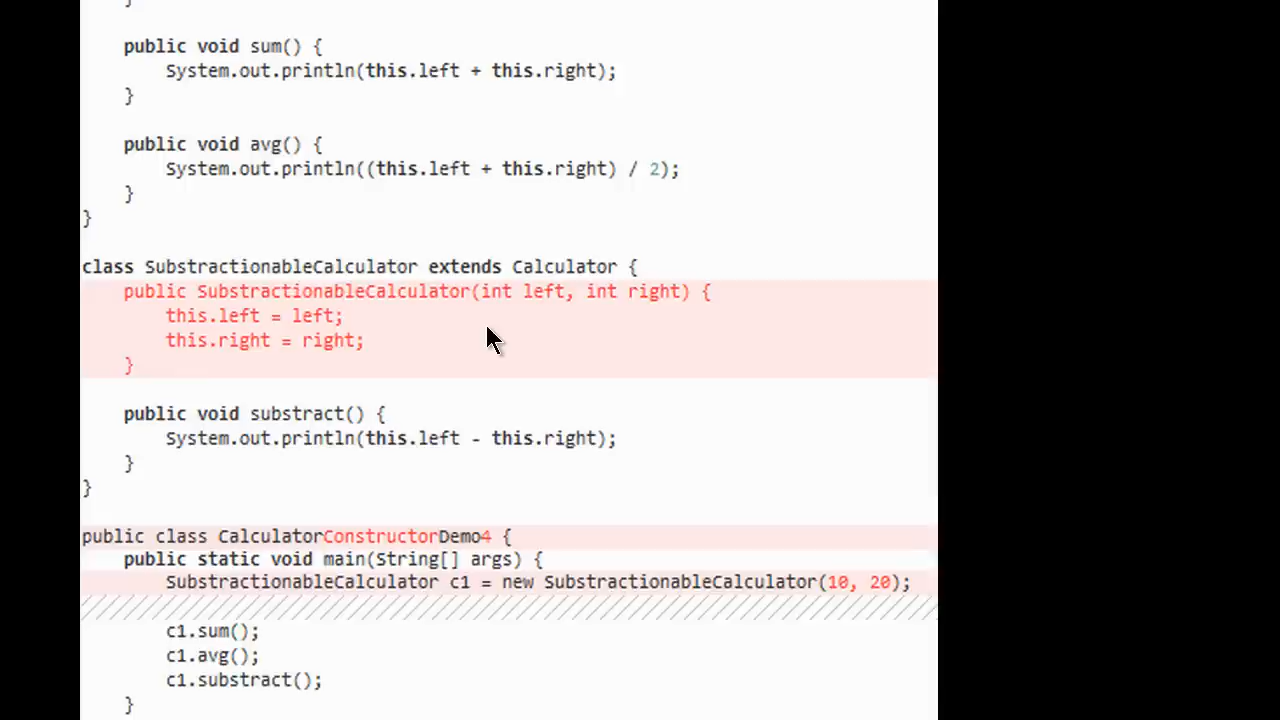 }
public void sum() {
System.out.println(this.left + this.right);
}
public void avg() {
System.out.println((this.left + this.right) / 2);
}
}
class SubstractionableCalculator extends Calculator {
public SubstractionableCalculator(int left, int right) {
this.left = left;
this.right = right;
}
public void substract() {
System.out.println(this.left - this.right);
}
}
public class CalculatorConstructorDemo4 {
public static void main(String[] args) {
SubstractionableCalculator c1 = new SubstractionableCalculator(10, 20);
c1.sum();
c1.avg();
c1.substract();
}